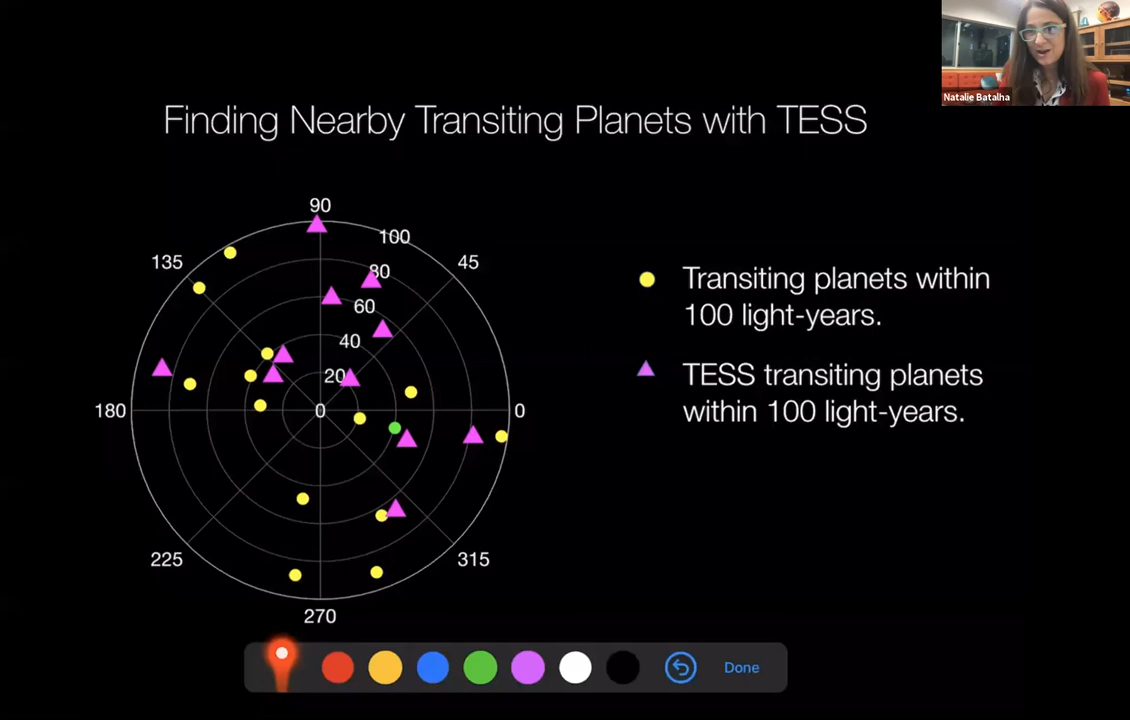 Natalie Batalha
Finding Nearby Transiting Planets with TESS
90
100
135
45
80
60
40
20
180
0
0
225
315
270
Transiting planets within
100 light-years.
TESS transiting planets
within 100 light-years.
Done